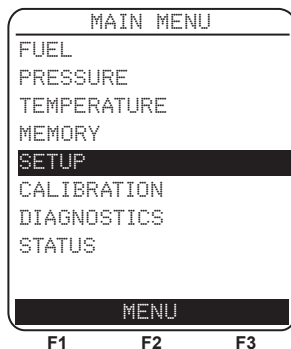 MAIN MENU
FUEL
PRESSURE
TEMPERATURE
MEMORY
SETUP
CALIBRATION
DIAGNOSTICS
STATUS
MENU
F1 F2 F3